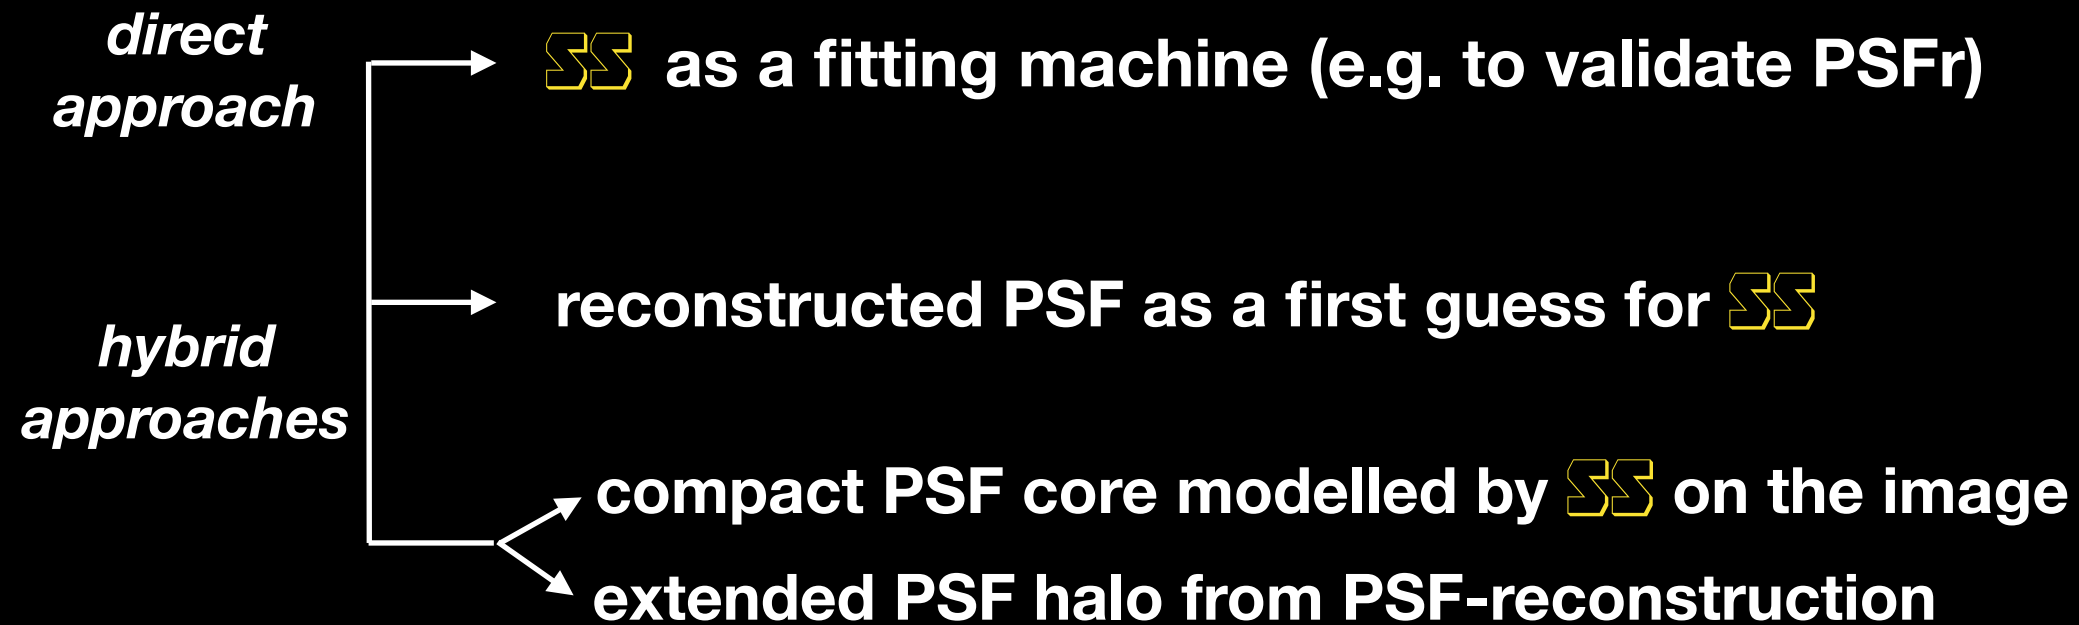 direct
approach
SS as a fitting machine (e.g. to validate PSFr)
reconstructed PSF as a first guess for SS
hybrid
approaches
compact PSF core modelled by SS on the image
extended PSF halo from PSF-reconstruction